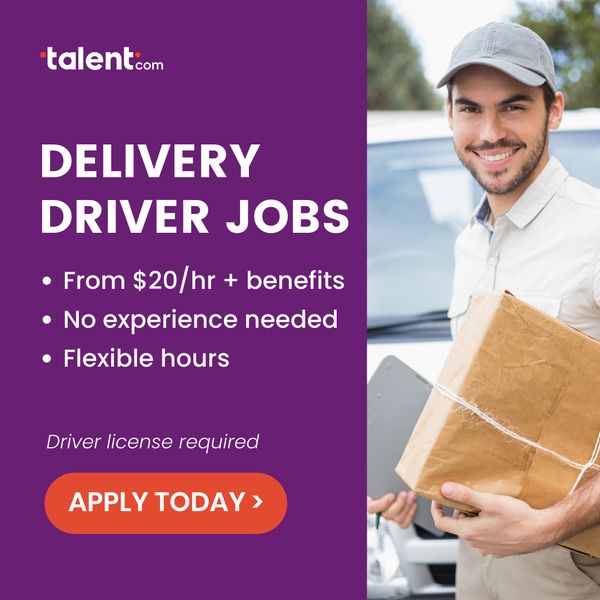 talent.com
DELIVERY
DRIVER JOBS
• From $20/hr + benefits
• No experience needed
• Flexible hours
Driver license required
APPLY TODAY >